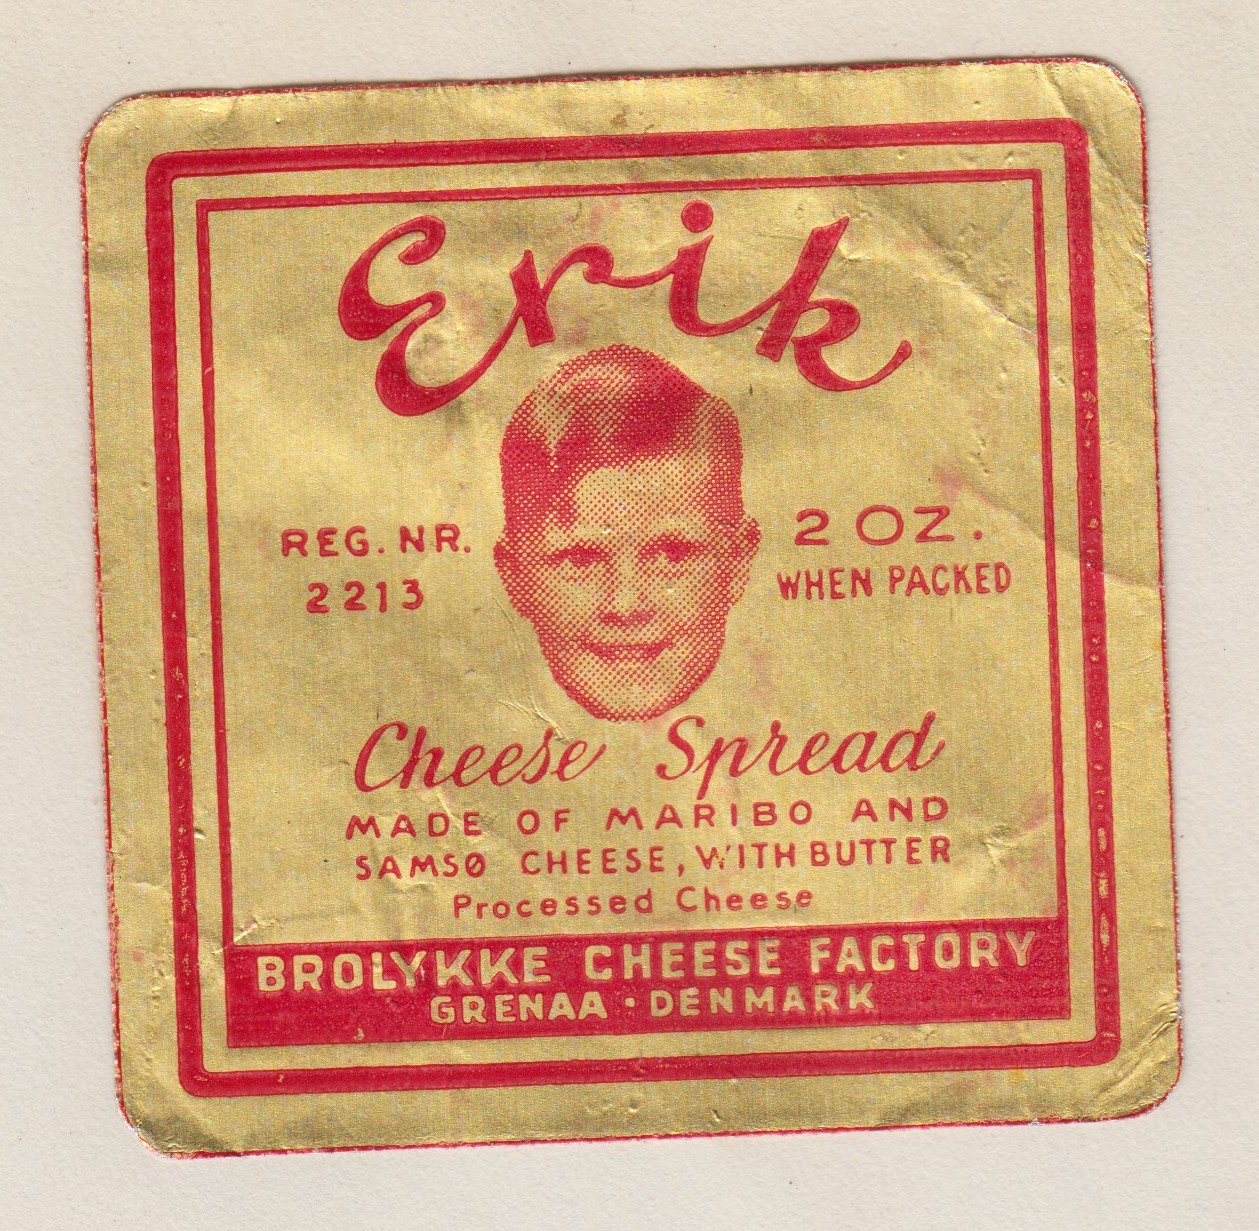 Erik
REG. NR.
2213
2 OZ.
WHEN PACKED
Cheese Spread
MADE OF MARIBO AND
SAMSØ CHEESE, WITH BUTTER
Processed Cheese
BROLYKKE CHEESE FACTORY
GRENAA · DENMARK